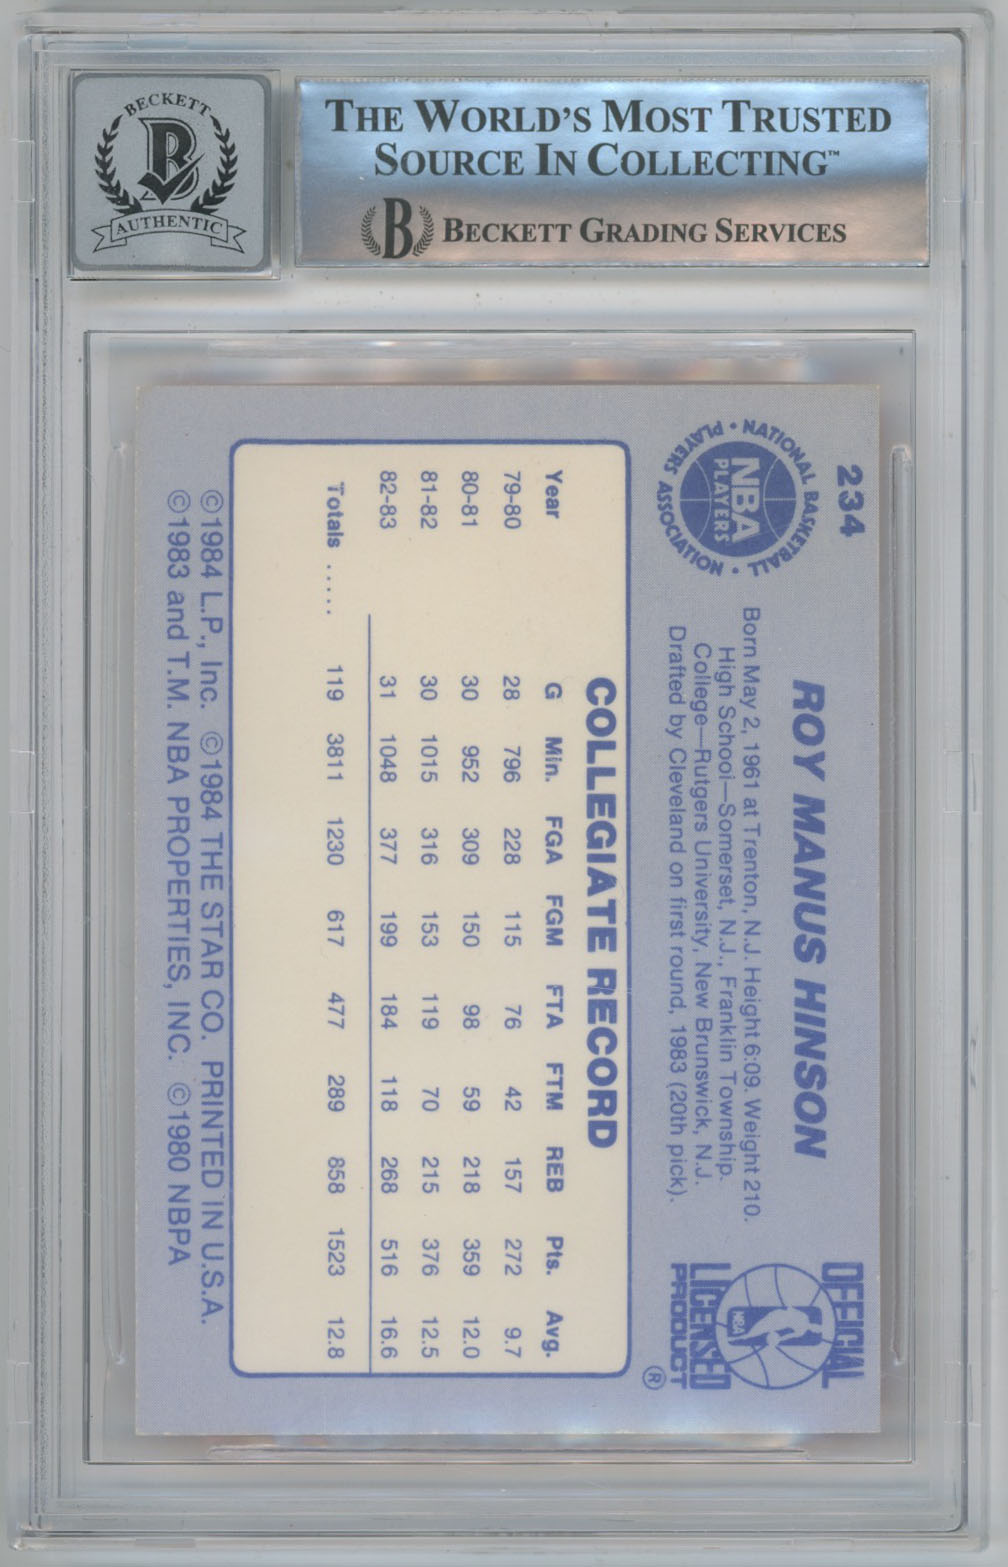 BECKETT
B
AUTHENTIC
THE WORLD'S MOST TRUSTED
SOURCE IN COLLECTING™
B BECKETT GRADING SERVICES
234
NATIONAL BASKETBALL
PLAYERS ASSOCIATION
NBA
PLAYERS
ROY MANUS HINSON
Born May 2, 1961 at Trenton, N.J. Height 6:09. Weight 210.
High School—Somerset, N.J., Franklin Township.
College—Rutgers University, New Brunswick, N.J.
Drafted by Cleveland on first round, 1983 (20th pick).
OFFICIAL
NBA
LICENSED
PRODUCT
®
COLLEGIATE RECORD
Year G Min. FGA FGM FTA FTM REB Pts. Avg.
79-80 28 796 228 115 76 42 157 272 9.7
80-81 30 952 309 150 98 59 218 359 12.0
81-82 30 1015 316 153 119 70 215 376 12.5
82-83 31 1048 377 199 184 118 268 516 16.6
Totals ..... 119 3811 1230 617 477 289 858 1523 12.8
©1984 L.P., Inc. ©1984 THE STAR CO. PRINTED IN U.S.A.
©1983 and T.M. NBA PROPERTIES, INC. ©1980 NBPA